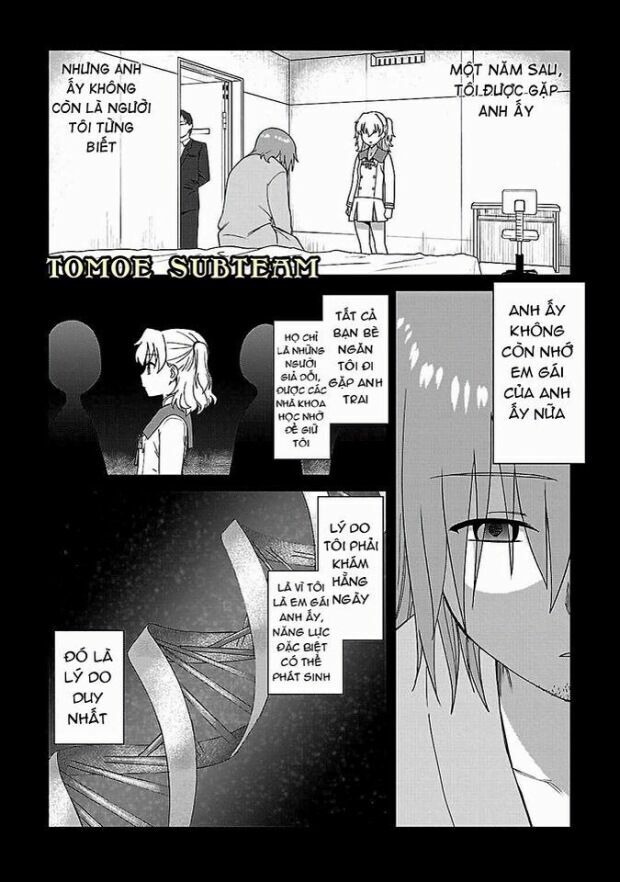 MỘT NĂM SAU,
TÔI ĐƯỢC GẶP
ANH ẤY
NHƯNG ANH
ẤY KHÔNG
CÒN LÀ NGƯỜI
TÔI TỪNG
BIẾT
TOMOE SUBTEAM
ANH ẤY
KHÔNG
CÒN NHỚ
EM GÁI
CỦA ANH
ẤY NỮA
TẤT CẢ
BẠN BÈ
NGĂN TÔI ĐI
GẶP ANH
TRAI
HỌ CHỈ
LÀ NHỮNG
NGƯỜI
GIẢ DỐI,
ĐƯỢC CÁC
NHÀ KHOA
HỌC NHỜ
ĐỂ GIỮ
TÔI
LÝ DO
TÔI PHẢI
KHÁM
HẰNG
NGÀY
LÀ VÌ TÔI
LÀ EM GÁI
ANH ẤY,
NĂNG LỰC
ĐẶC BIỆT
CÓ THỂ
PHÁT SINH
ĐÓ LÀ
LÝ DO
DUY
NHẤT